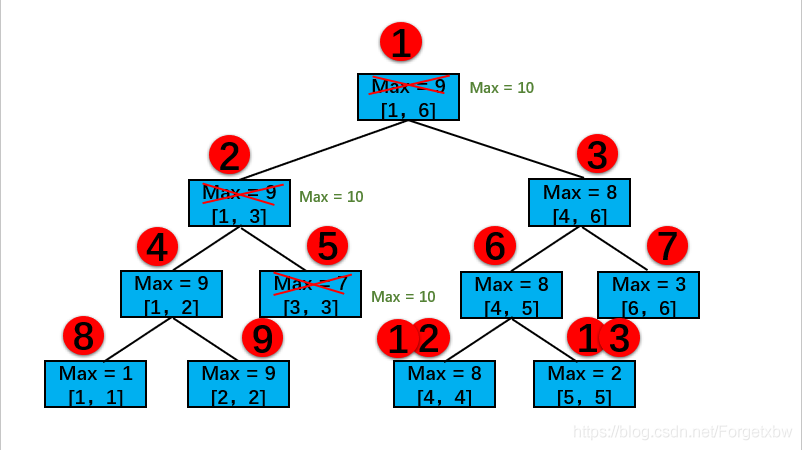 1
Max = 9
[1, 6]
Max = 10
2
Max = 9
[1, 3]
Max = 10
3
Max = 8
[4, 6]
4
Max = 9
[1, 2]
5
Max = 7
[3, 3]
Max = 10
6
Max = 8
[4, 5]
7
Max = 3
[6, 6]
8
Max = 1
[1, 1]
9
Max = 9
[2, 2]
12
Max = 8
[4, 4]
13
Max = 2
[5, 5]
https://blog.csdn.net/Forgetxbw